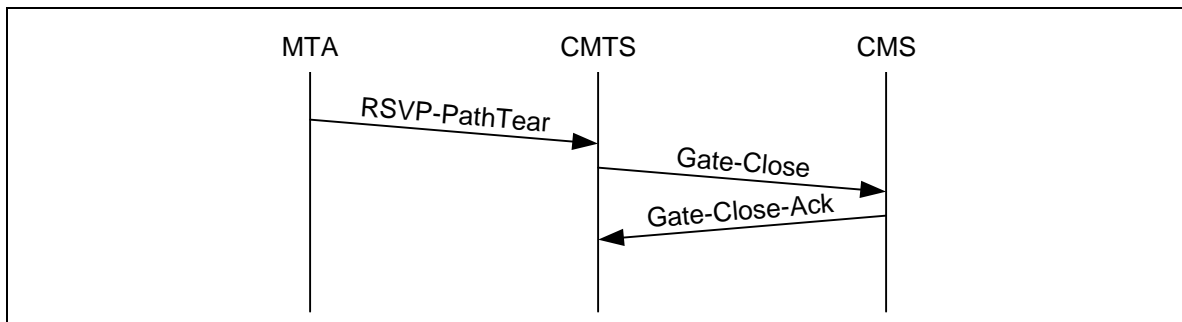 MTA CMTS CMS
RSVP-PathTear
Gate-Close
Gate-Close-Ack